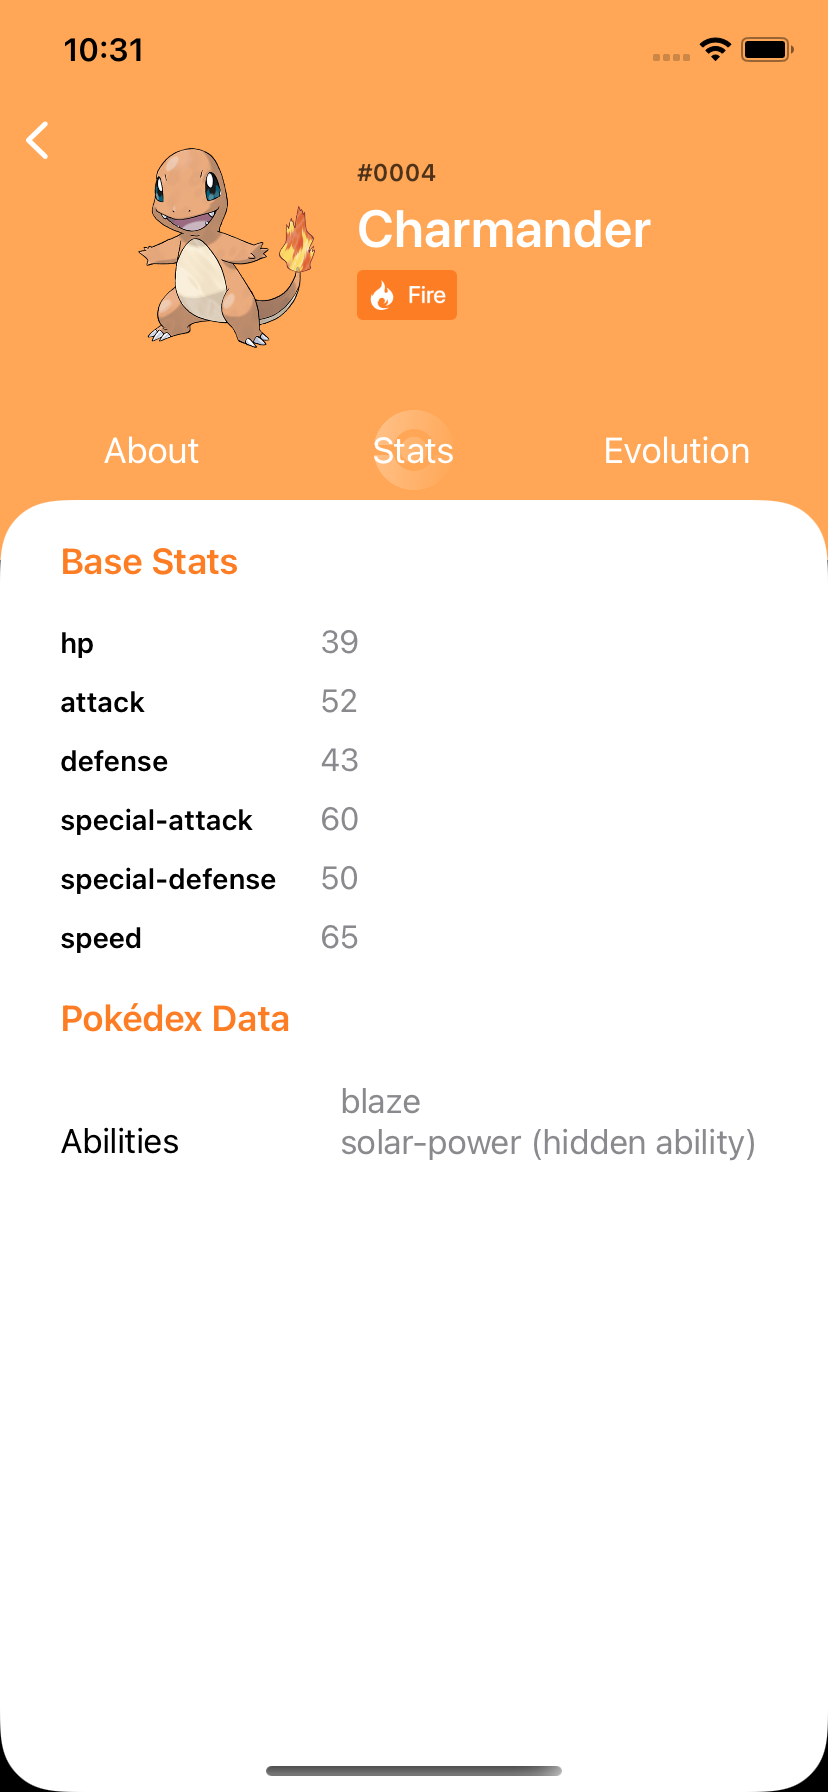 10:31
#0004
Charmander
Fire
About Stats Evolution
Base Stats
hp 39
attack 52
defense 43
special-attack 60
special-defense 50
speed 65
Pokédex Data
blaze
Abilities solar-power (hidden ability)